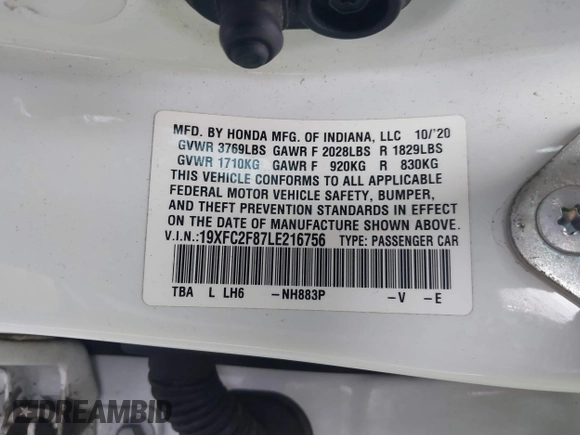 MFD. BY HONDA MFG. OF INDIANA, LLC 10/'20
GVWR 3769LBS GAWR F 2028LBS R 1829LBS
GVWR 1710KG GAWR F 920KG R 830KG
THIS VEHICLE CONFORMS TO ALL APPLICABLE
FEDERAL MOTOR VEHICLE SAFETY, BUMPER,
AND THEFT PREVENTION STANDARDS IN EFFECT
ON THE DATE OF MANUFACTURE SHOWN ABOVE.
V.I.N.:19XFC2F87LE216756 TYPE: PASSENGER CAR
TBA L LH6 -NH883P -V -E
DREAMBID